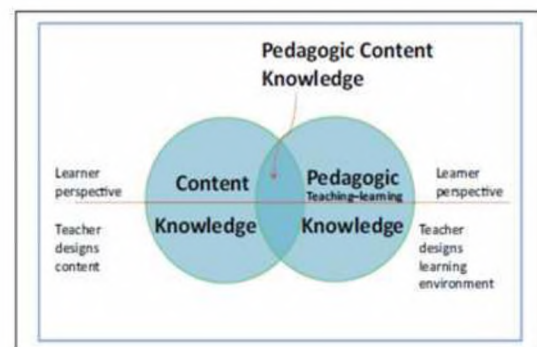 Pedagogic Content
Knowledge
Learner
perspective
Content
Knowledge
Pedagogic
Teaching-learning
Knowledge
Learner
perspective
Teacher
designs
content
Teacher
designs
learning
environment